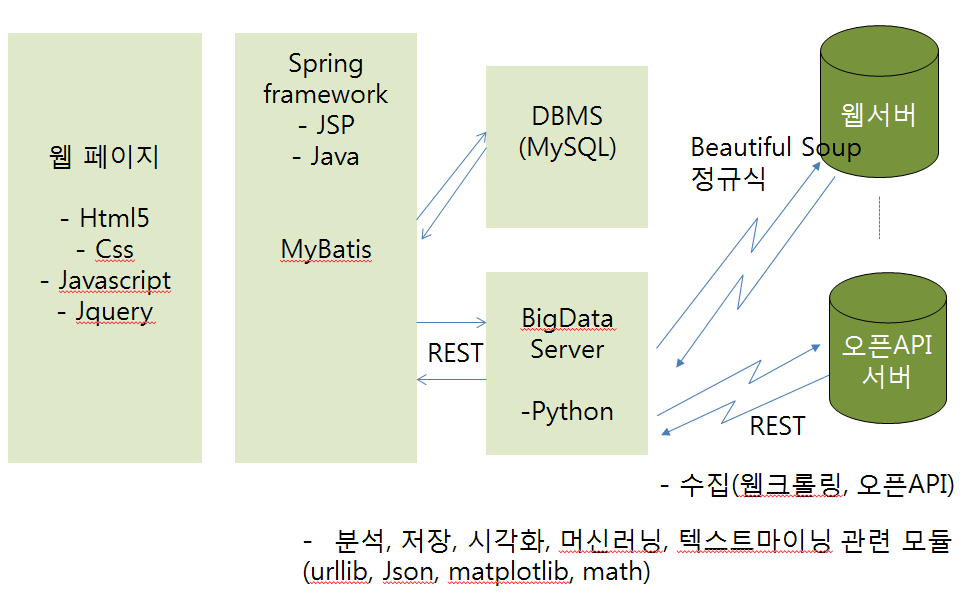 웹 페이지
- Html5
- Css
- Javascript
- Jquery
Spring
framework
- JSP
- Java
MyBatis
DBMS
(MySQL)
REST
BigData
Server
-Python
Beautiful Soup
정규식
웹서버
오픈API
서버
REST
- 수집(웹크롤링, 오픈API)
- 분석, 저장, 시각화, 머신러닝, 텍스트마이닝 관련 모듈
(urllib, Json, matplotlib, math)